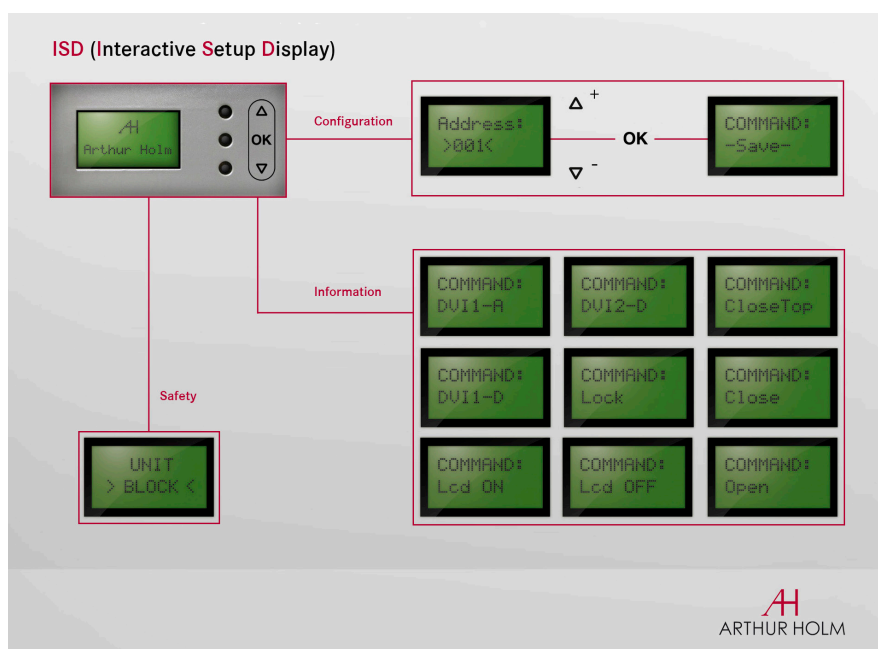 ISD (Interactive Setup Display)
AH
Arthur Holm
OK
Configuration
Address:
>001<
+
OK
-
COMMAND:
-Save-
Information
COMMAND:
DVI1-A
COMMAND:
DVI2-D
COMMAND:
CloseTop
COMMAND:
DVI1-D
COMMAND:
Lock
COMMAND:
Close
COMMAND:
Lcd ON
COMMAND:
Lcd OFF
COMMAND:
Open
Safety
UNIT
> BLOCK <
AH
ARTHUR HOLM